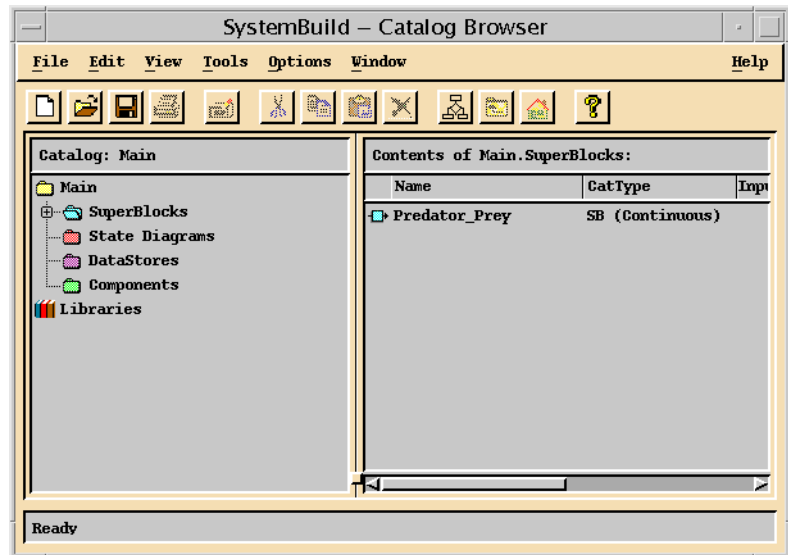 SystemBuild – Catalog Browser
File Edit View Tools Options Window Help
Catalog: Main
Main
SuperBlocks
State Diagrams
DataStores
Components
Libraries
Contents of Main.SuperBlocks:
Name CatType
Predator_Prey SB (Continuous)
Ready